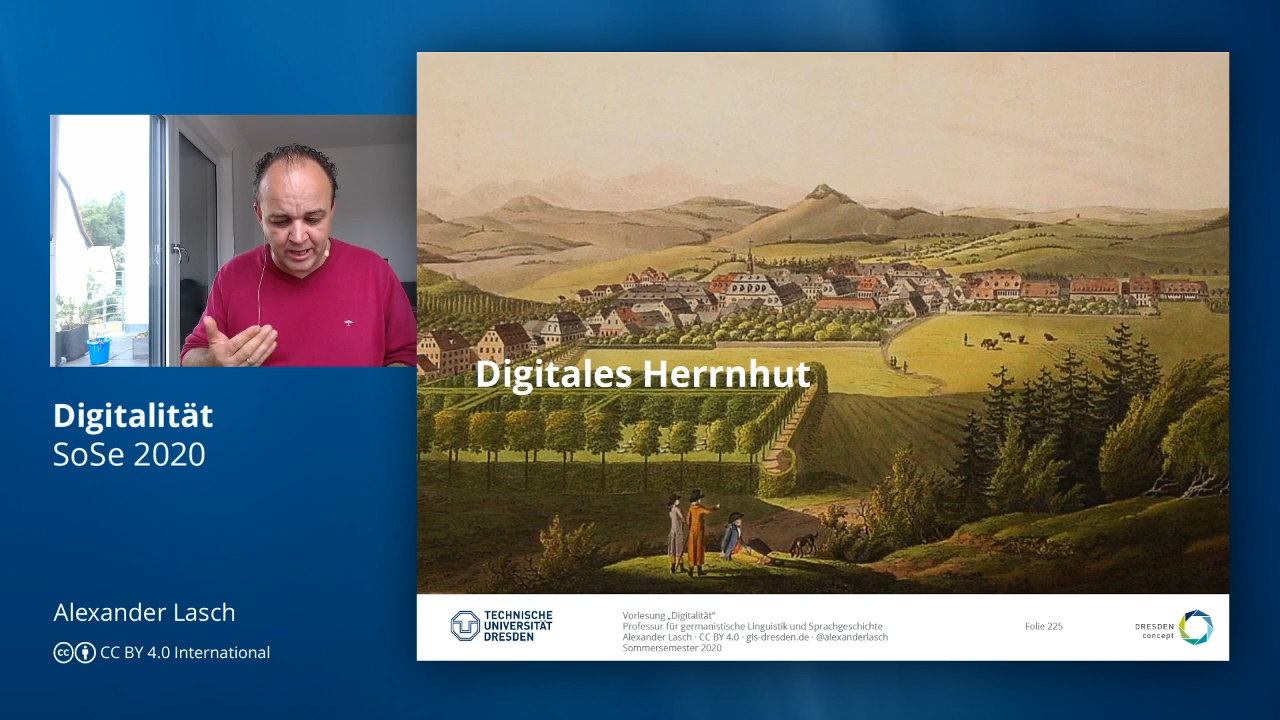 Digitalität
SoSe 2020
Alexander Lasch
CC BY 4.0 International
Digitales Herrnhut
TECHNISCHE
UNIVERSITÄT
DRESDEN
Vorlesung „Digitalität“
Professur für germanistische Linguistik und Sprachgeschichte
Alexander Lasch · CC BY 4.0 · gls-dresden.de · @alexanderlasch
Sommersemester 2020
Folie 225
DRESDEN
concept